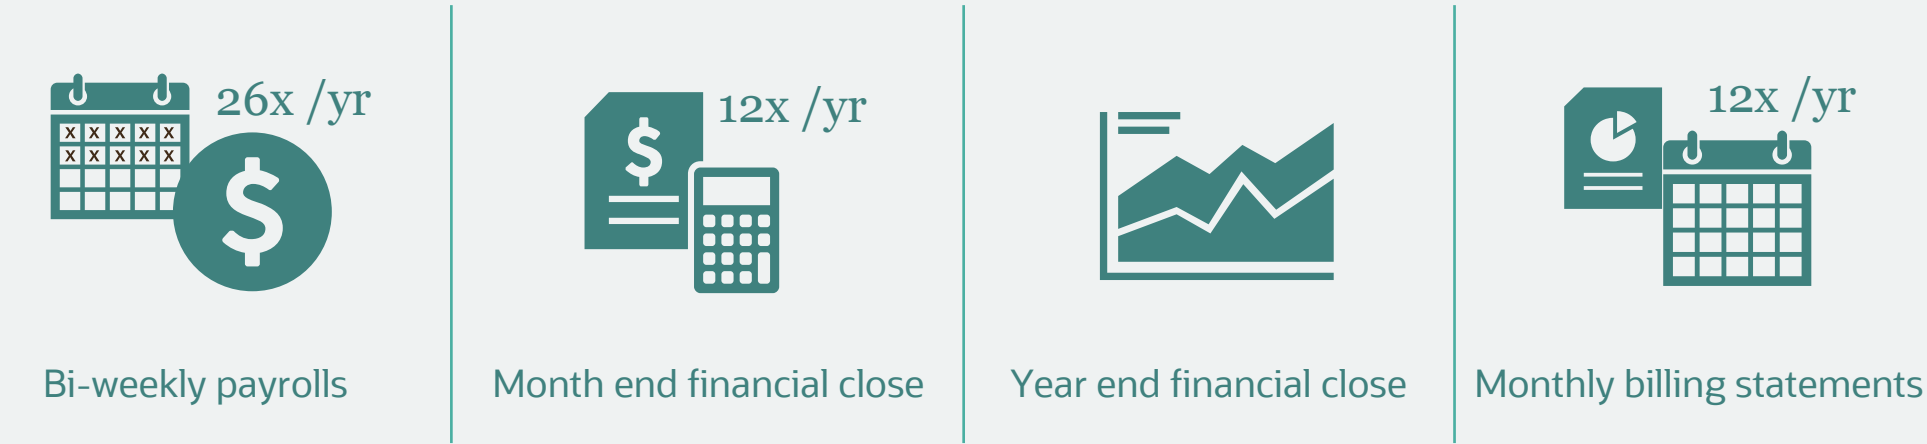 26x /yr
X X X X X
X X X X X
$
Bi-weekly payrolls
12x /yr
$
Month end financial close
Year end financial close
12x /yr
Monthly billing statements